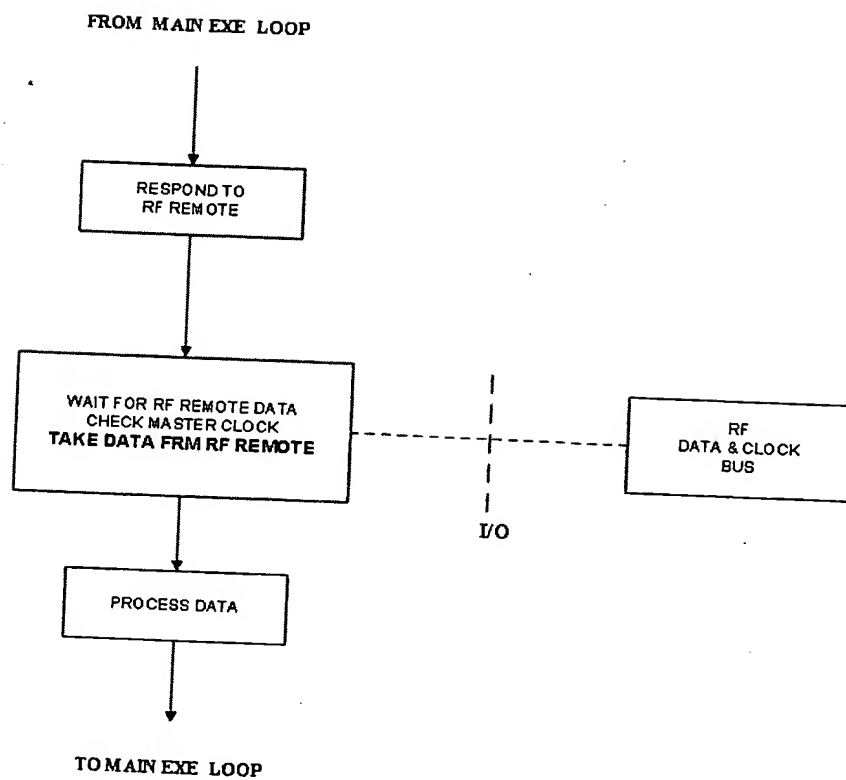 FROM MAIN EXE LOOP
RESPOND TO
RF REMOTE
WAIT FOR RF REMOTE DATA
CHECK MASTER CLOCK
TAKE DATA FRM RF REMOTE
RF
DATA & CLOCK
BUS
I/O
PROCESS DATA
TO MAIN EXE LOOP